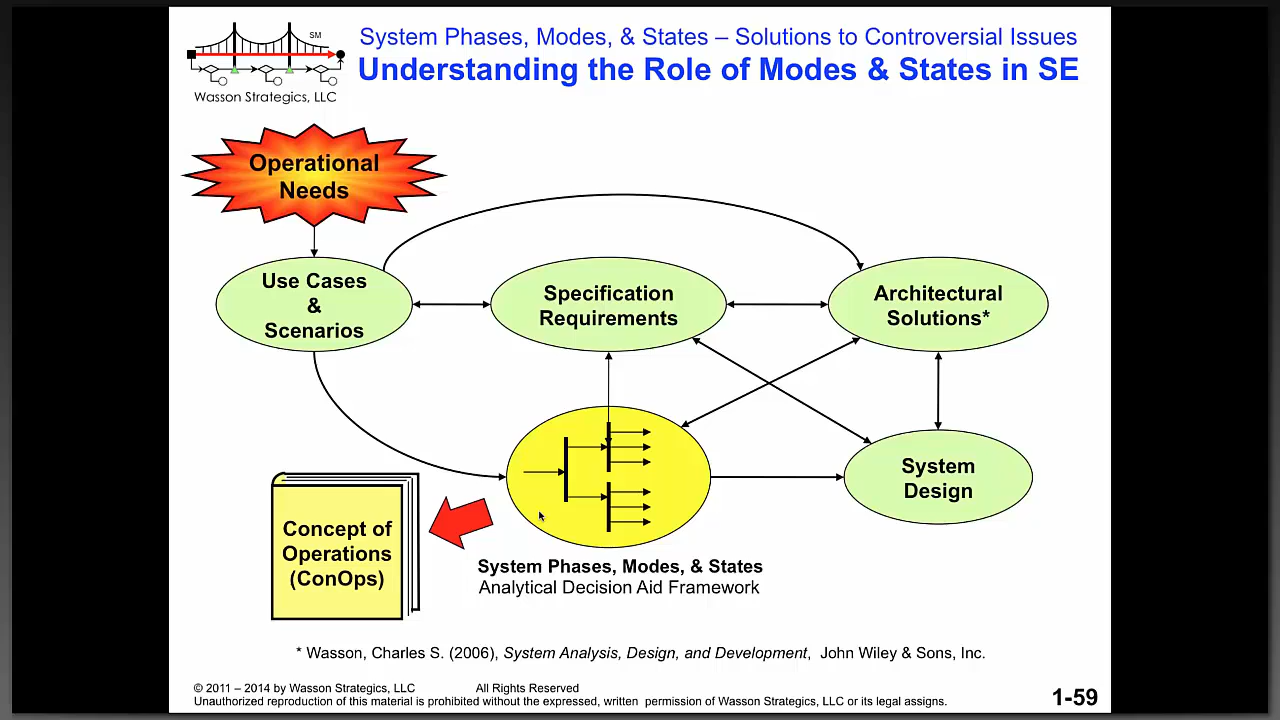 SM
Wasson Strategics, LLC
System Phases, Modes, & States – Solutions to Controversial Issues
Understanding the Role of Modes & States in SE
Operational
Needs
Use Cases
&
Scenarios
Specification
Requirements
Architectural
Solutions*
System
Design
Concept of
Operations
(ConOps)
System Phases, Modes, & States
Analytical Decision Aid Framework
* Wasson, Charles S. (2006), System Analysis, Design, and Development, John Wiley & Sons, Inc.
© 2011 – 2014 by Wasson Strategics, LLC All Rights Reserved
Unauthorized reproduction of this material is prohibited without the expressed, written permission of Wasson Strategics, LLC or its legal assigns.
1-59